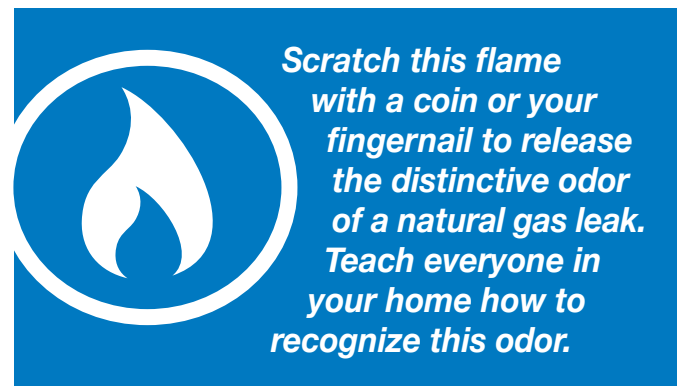 Scratch this flame
with a coin or your
fingernail to release
the distinctive odor
of a natural gas leak.
Teach everyone in
your home how to
recognize this odor.